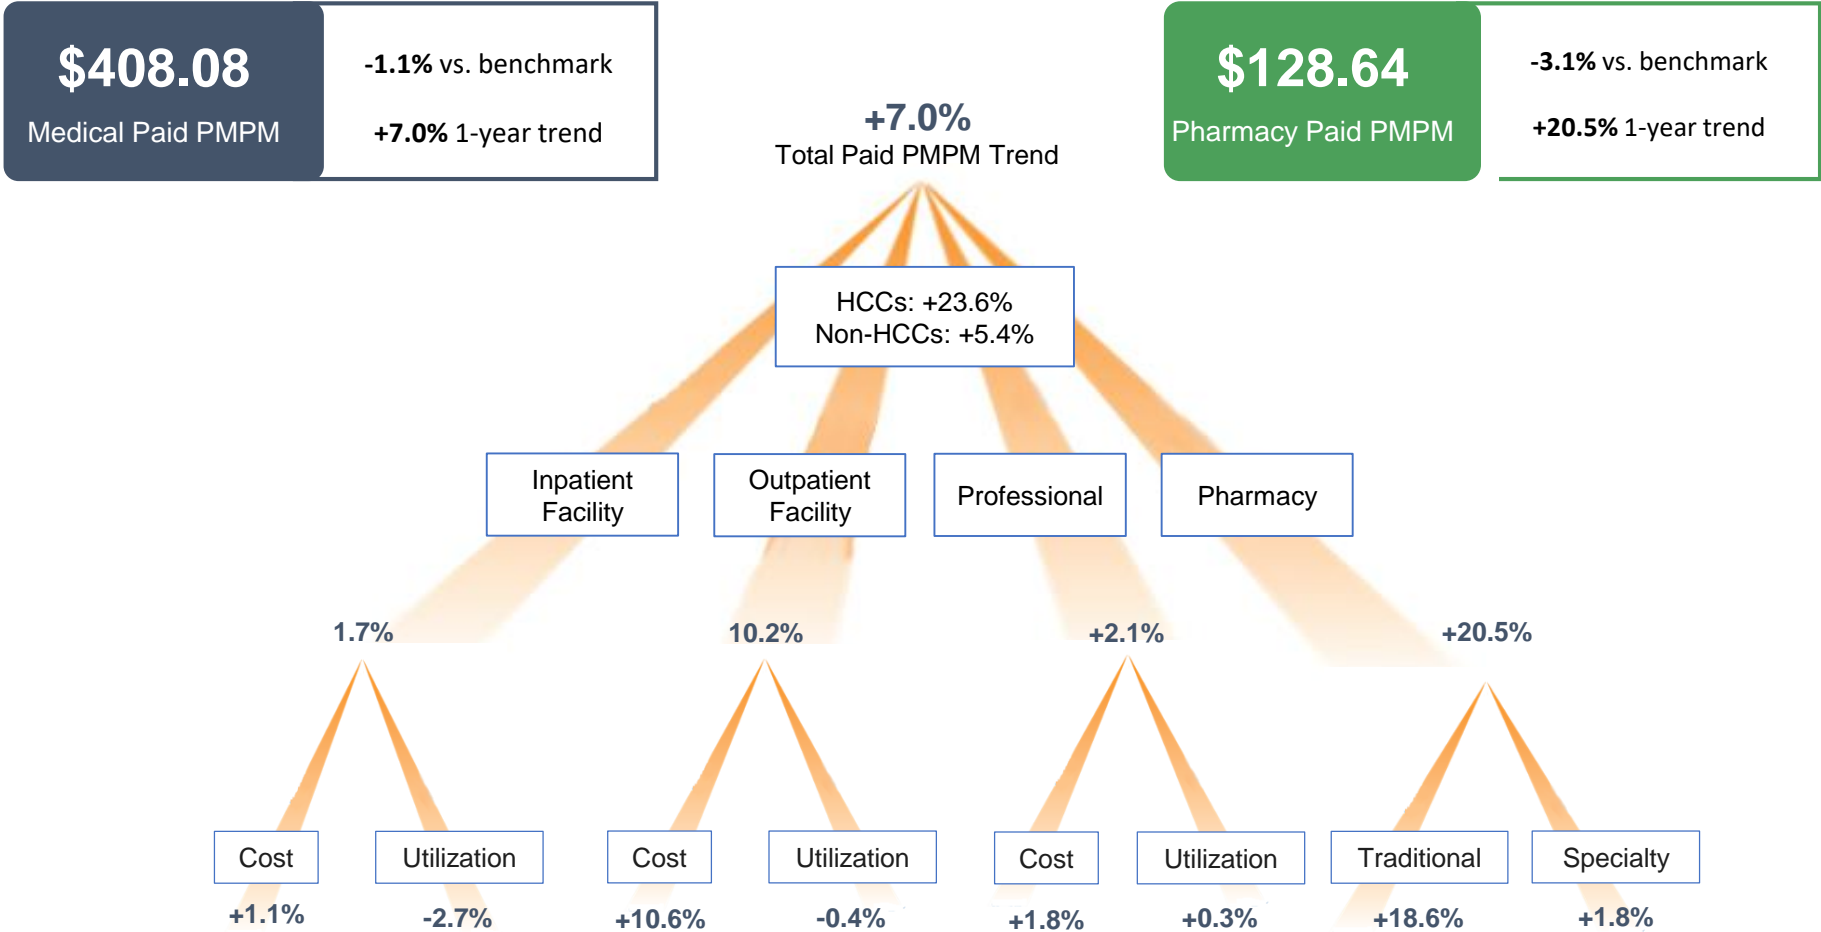 $408.08
Medical Paid PMPM
-1.1% vs. benchmark
+7.0% 1-year trend
+7.0%
Total Paid PMPM Trend
$128.64
Pharmacy Paid PMPM
-3.1% vs. benchmark
+20.5% 1-year trend
HCCs: +23.6%
Non-HCCs: +5.4%
Inpatient
Facility
Outpatient
Facility
Professional
Pharmacy
1.7%
10.2%
+2.1%
+20.5%
Cost
Utilization
Cost
Utilization
Cost
Utilization
Traditional
Specialty
+1.1%
-2.7%
+10.6%
-0.4%
+1.8%
+0.3%
+18.6%
+1.8%